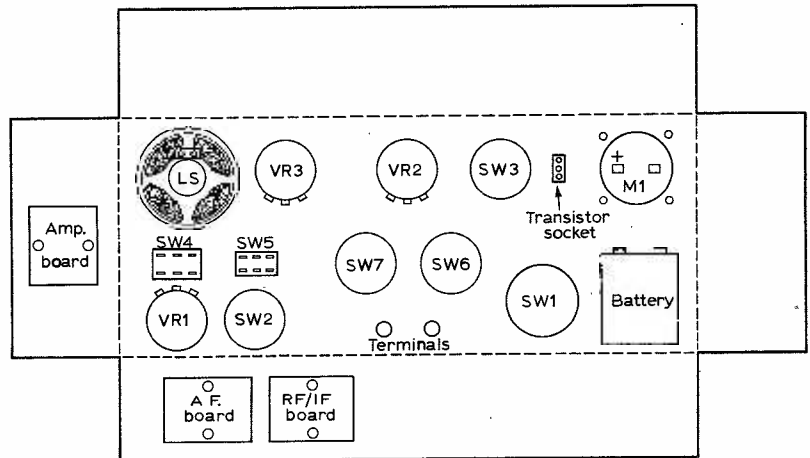 LS
VR3
VR2
SW3
+
M1
Transistor
socket
Amp.
board
SW4
SW5
SW7
SW6
SW1
Battery
VR1
SW2
Terminals
A F.
board
RF/IF
board